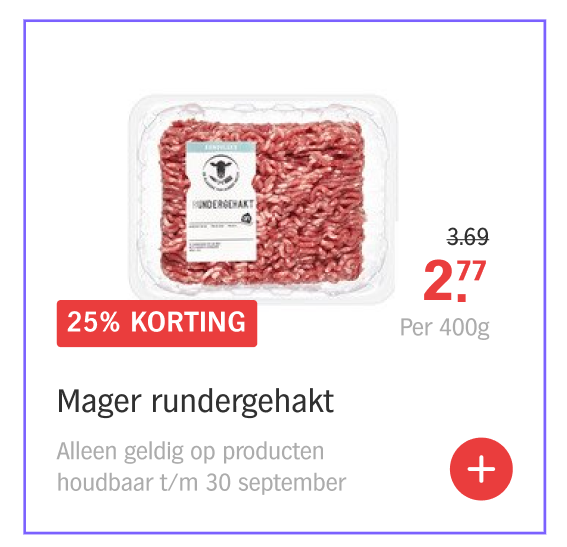 RUNDERGEHAKT
3.69
2.77
Per 400g
25% KORTING
Mager rundergehakt
Alleen geldig op producten
houdbaar t/m 30 september